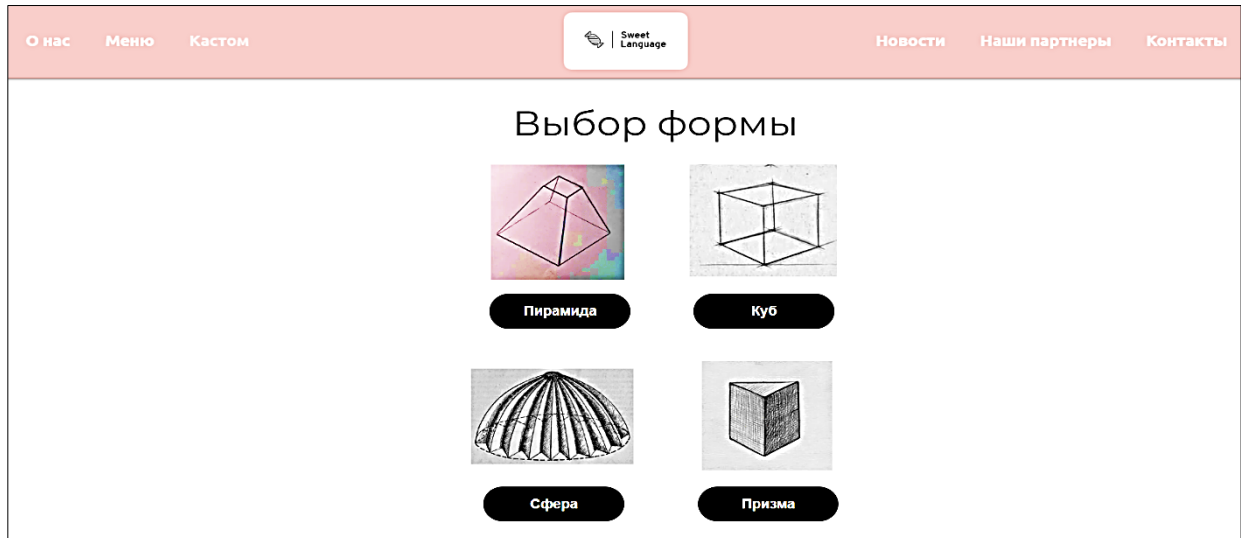 О нас Меню Кастом
Sweet
Language
Новости Наши партнеры Контакты
Выбор формы
Пирамида Куб
Сфера Призма